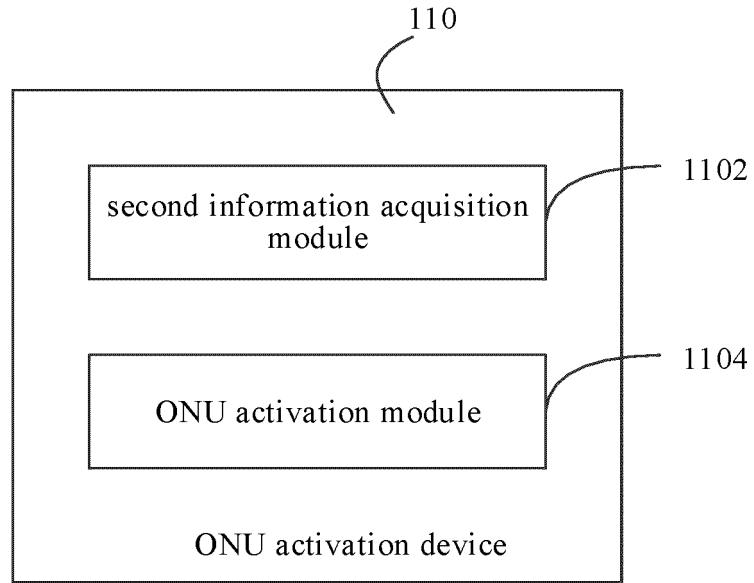 110
second information acquisition
module
1102
ONU activation module
1104
ONU activation device